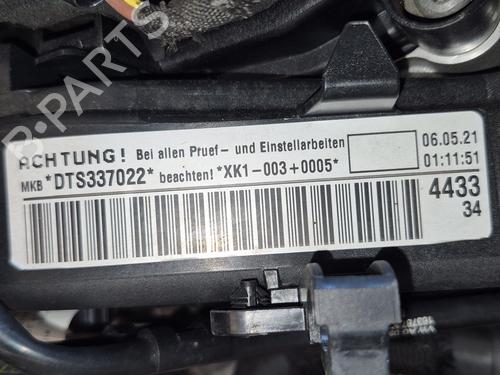 B-PARTS
ACHTUNG! Bei allen Pruef- und Einstellarbeiten
MKB *DTS337022* beachten! *XK1-003+0005*
06.05.21
01:11:51
4433
34